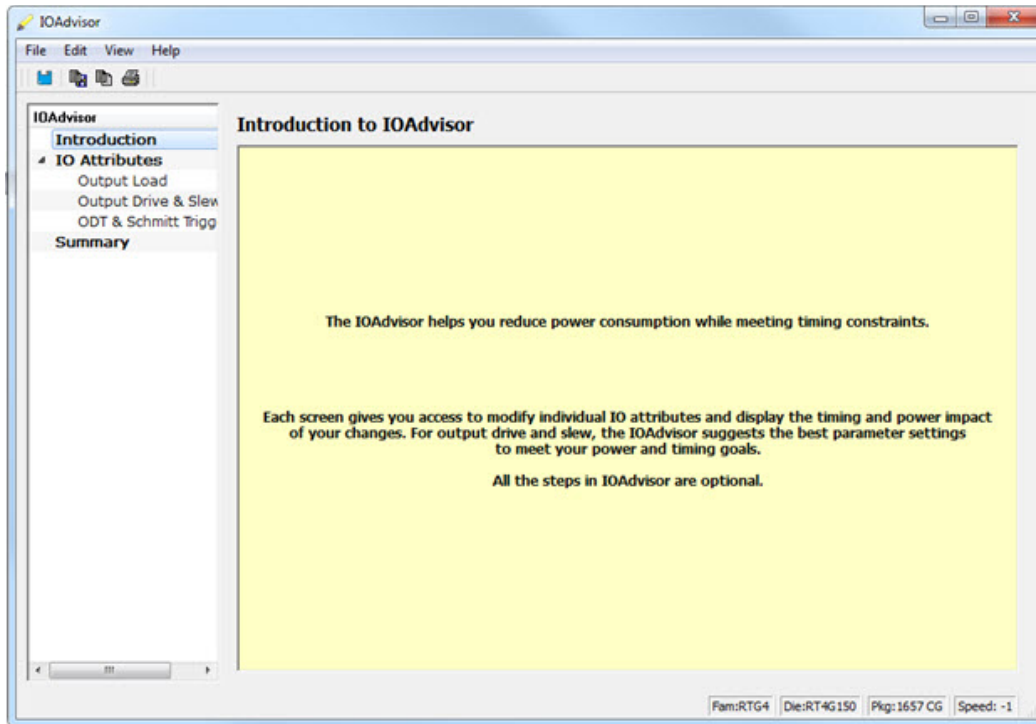 IOAdvisor
File Edit View Help
IOAdvisor
Introduction
IO Attributes
Output Load
Output Drive & Slew
ODT & Schmitt Trigg
Summary
Introduction to IOAdvisor
The IOAdvisor helps you reduce power consumption while meeting timing constraints.
Each screen gives you access to modify individual IO attributes and display the timing and power impact
of your changes. For output drive and slew, the IOAdvisor suggests the best parameter settings
to meet your power and timing goals.
All the steps in IOAdvisor are optional.
Fam:RTG4 Die:RT4G150 Pkg:1657 CG Speed: -1